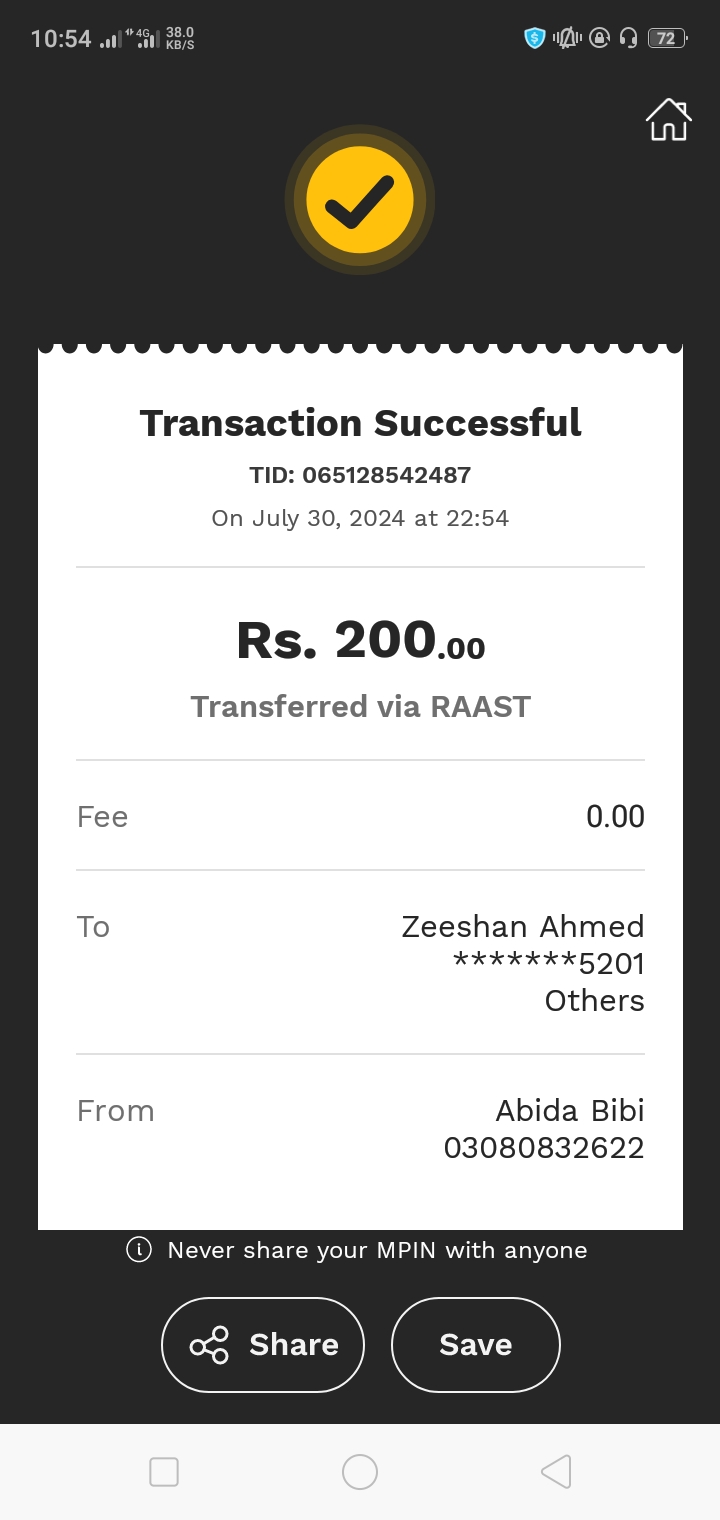 10:54 4G 38.0 KB/S 72
Transaction Successful
TID: 065128542487
On July 30, 2024 at 22:54
Rs. 200.00
Transferred via RAAST
Fee 0.00
To Zeeshan Ahmed
*******5201
Others
From Abida Bibi
03080832622
Never share your MPIN with anyone
Share Save